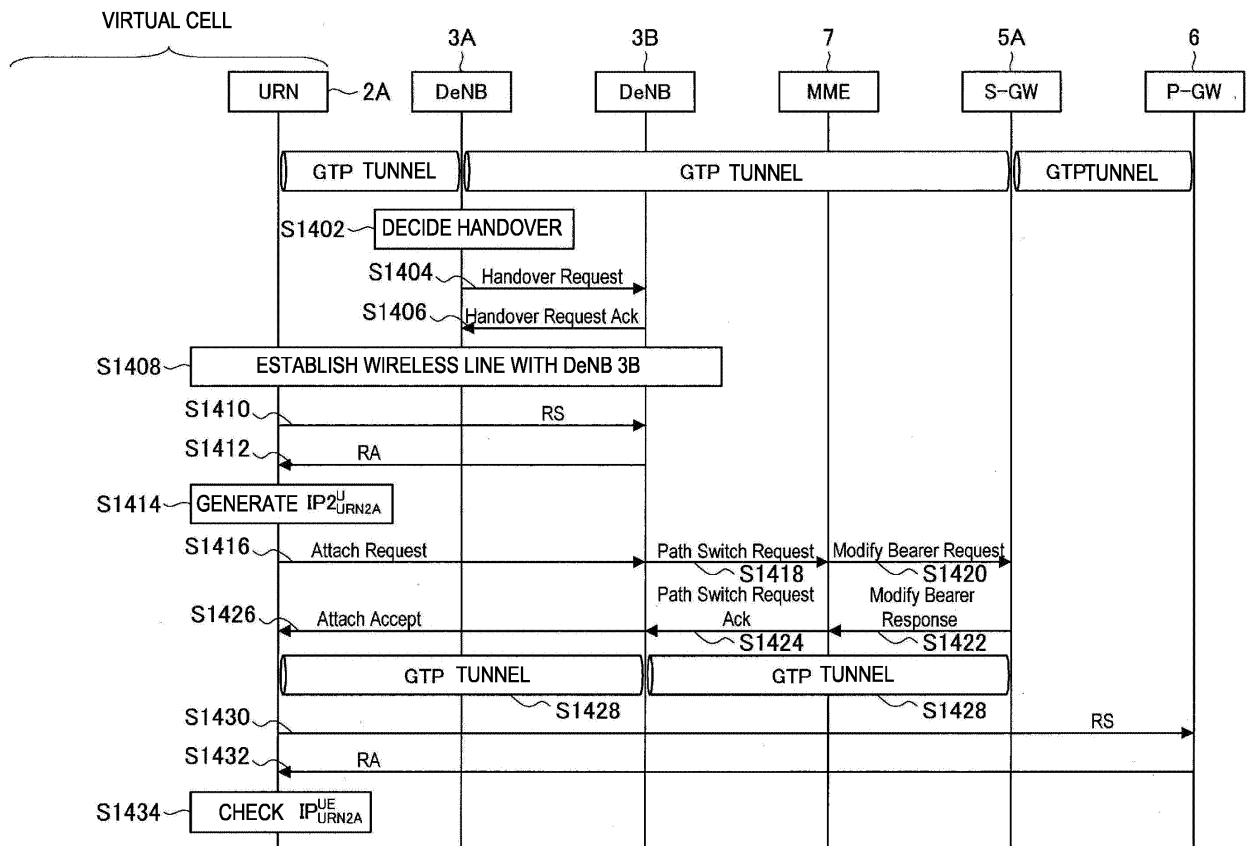 VIRTUAL CELL
3A 3B 7 5A 6
URN 2A DeNB DeNB MME S-GW P-GW
GTP TUNNEL GTP TUNNEL GTPTUNNEL
S1402 DECIDE HANDOVER
S1404 Handover Request
S1406 Handover Request Ack
S1408 ESTABLISH WIRELESS LINE WITH DeNB 3B
S1410 RS
S1412 RA
S1414 GENERATE IP2^U_URN2A
S1416 Attach Request Path Switch Request Modify Bearer Request
S1418 S1420
Path Switch Request Modify Bearer
S1426 Attach Accept Ack Response
S1424 S1422
GTP TUNNEL GTP TUNNEL
S1428 S1428
S1430 RS
S1432 RA
S1434 CHECK IP^UE_URN2A